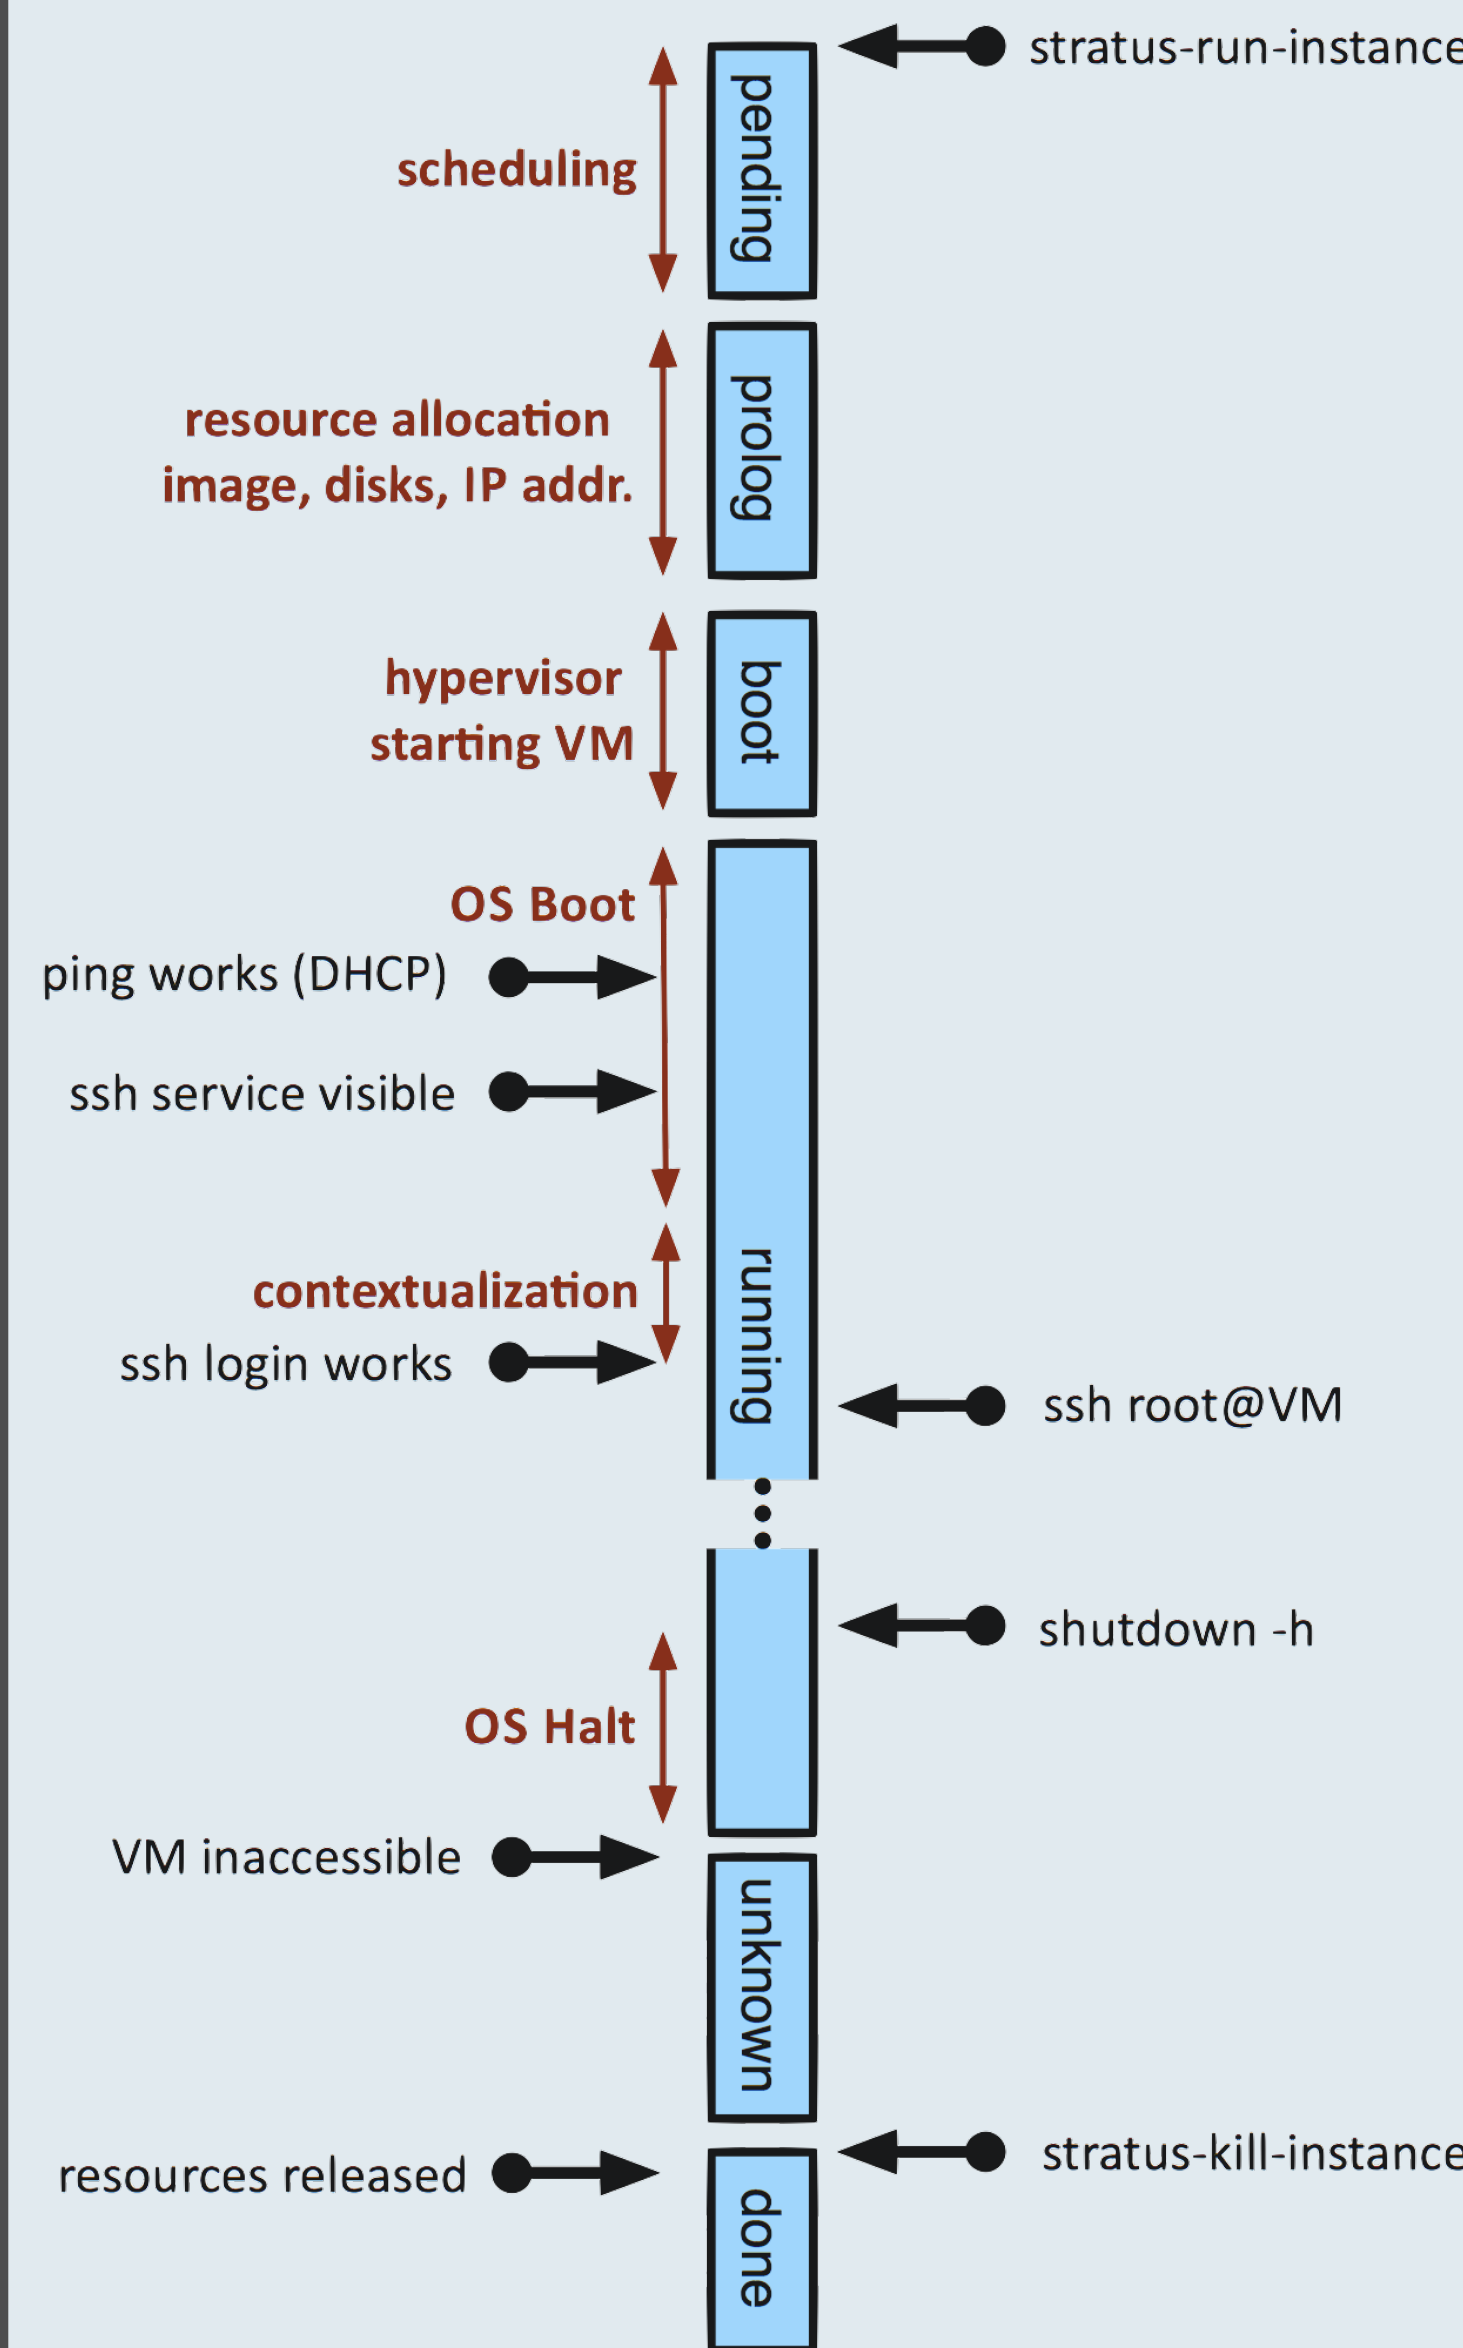 stratus-run-instance
pending
scheduling
prolog
resource allocation
image, disks, IP addr.
boot
hypervisor
starting VM
OS Boot
ping works (DHCP)
ssh service visible
running
contextualization
ssh login works
ssh root@VM
shutdown -h
OS Halt
VM inaccessible
unknown
stratus-kill-instance
resources released
done